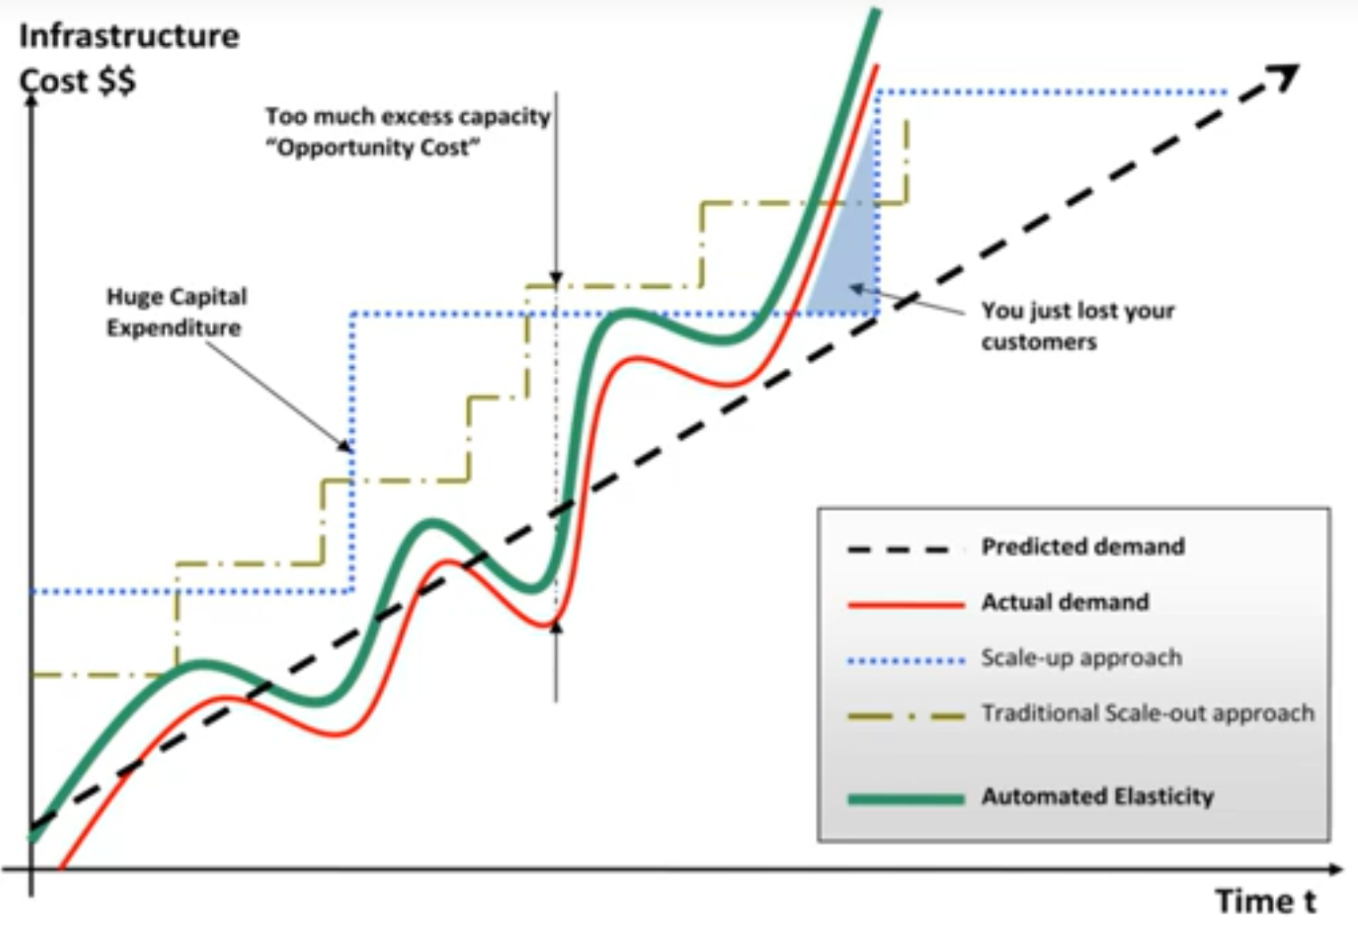 Infrastructure
Cost $$
Too much excess capacity
“Opportunity Cost”
Huge Capital
Expenditure
You just lost your
customers
Predicted demand
Actual demand
Scale-up approach
Traditional Scale-out approach
Automated Elasticity
Time t